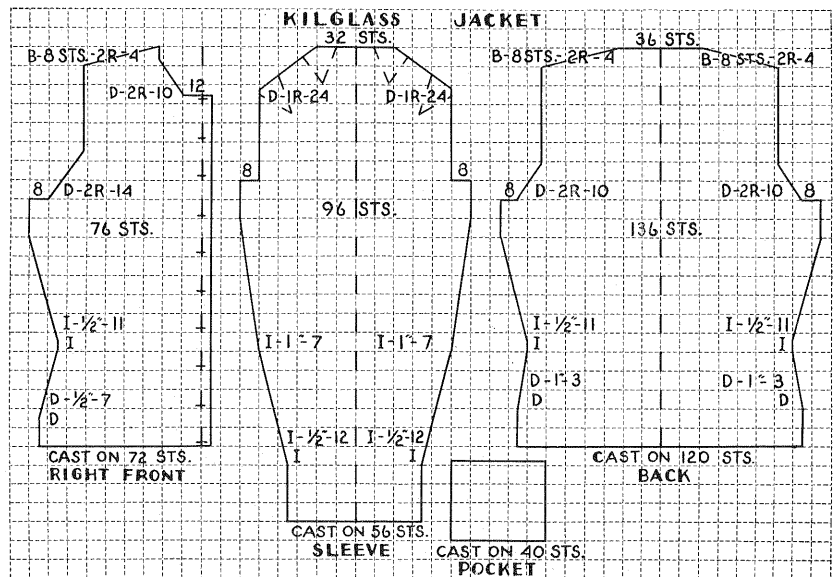 KILGLASS JACKET
B-8 STS.-2R-4
D-2R-10
12
8
D-2R-14
76 STS.
I-½"-11
I
D-½"-7
D
CAST ON 72 STS.
RIGHT FRONT
32 STS.
D-1R-24
D-1R-24
8
8
96 STS.
I-1"-7
I-1"-7
I-½"-12
I-½"-12
I
I
CAST ON 56 STS.
SLEEVE
CAST ON 40 STS.
POCKET
36 STS.
B-8 STS.-2R-4
B-8 STS.-2R-4
8
D-2R-10
D-2R-10
8
136 STS.
I-½"-11
I-½"-11
I
I
D-1"-3
D-1"-3
D
D
CAST ON 120 STS.
BACK